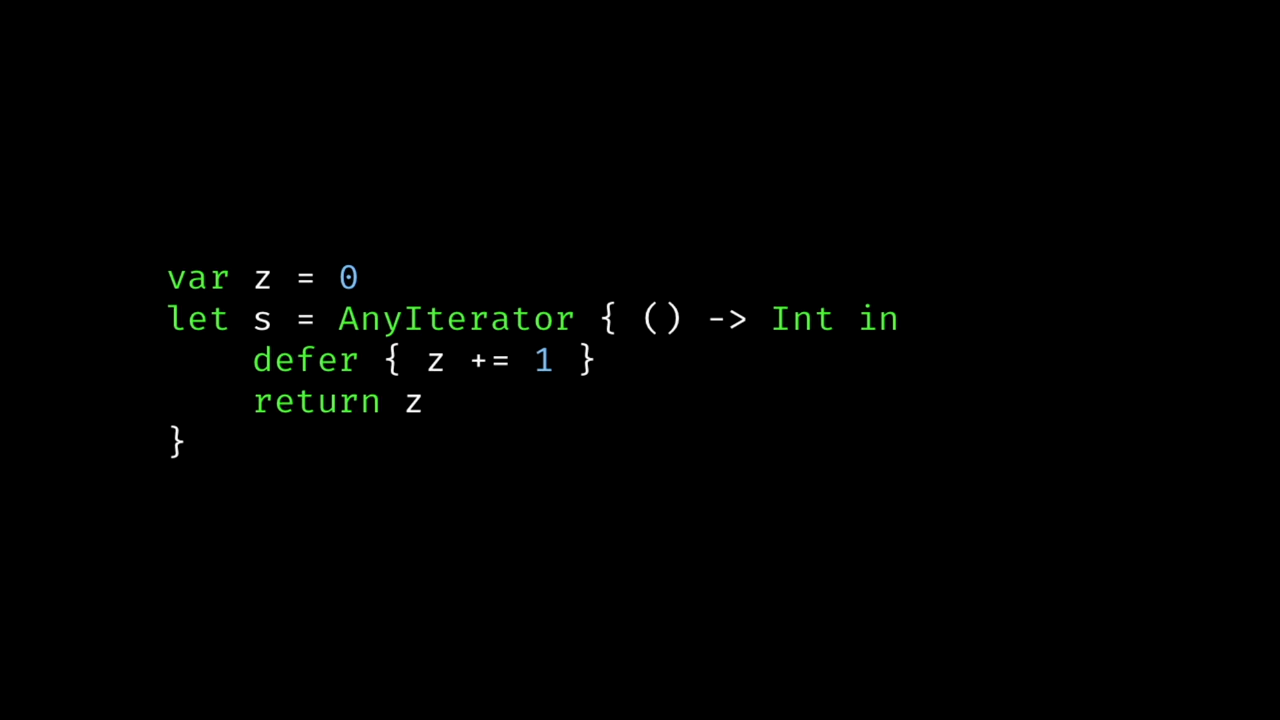 var z = 0
let s = AnyIterator { () -> Int in
    defer { z += 1 }
    return z
}